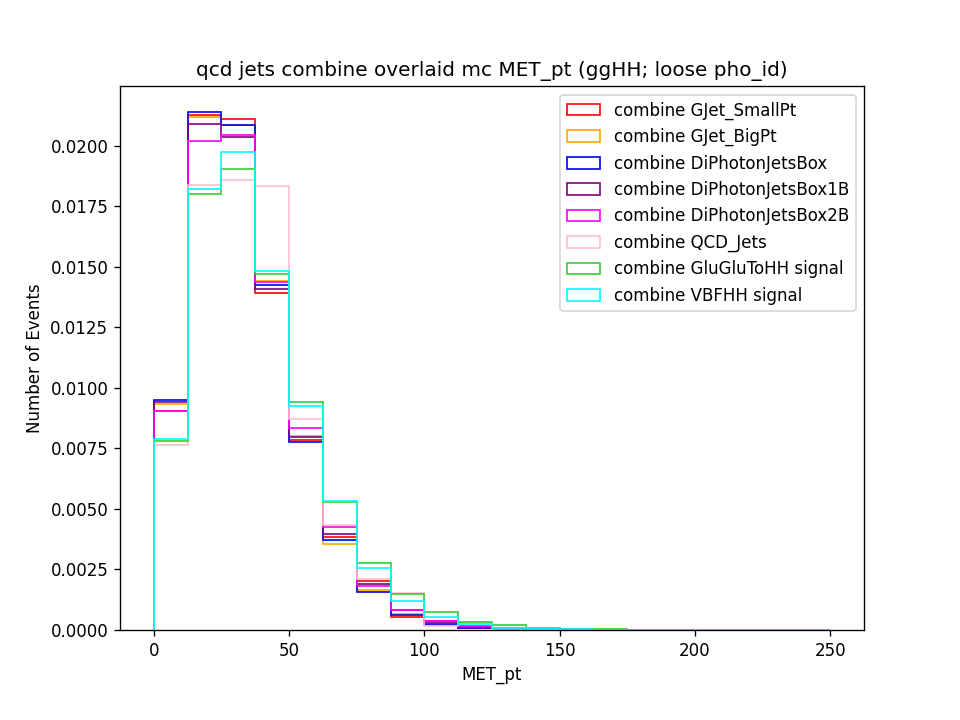 qcd jets combine overlaid mc MET_pt (ggHH; loose pho_id)
combine GJet_SmallPt
combine GJet_BigPt
combine DiPhotonJetsBox
combine DiPhotonJetsBox1B
combine DiPhotonJetsBox2B
combine QCD_Jets
combine GluGluToHH signal
combine VBFHH signal
Number of Events
0.0200
0.0175
0.0150
0.0125
0.0100
0.0075
0.0050
0.0025
0.0000
0 50 100 150 200 250
MET_pt